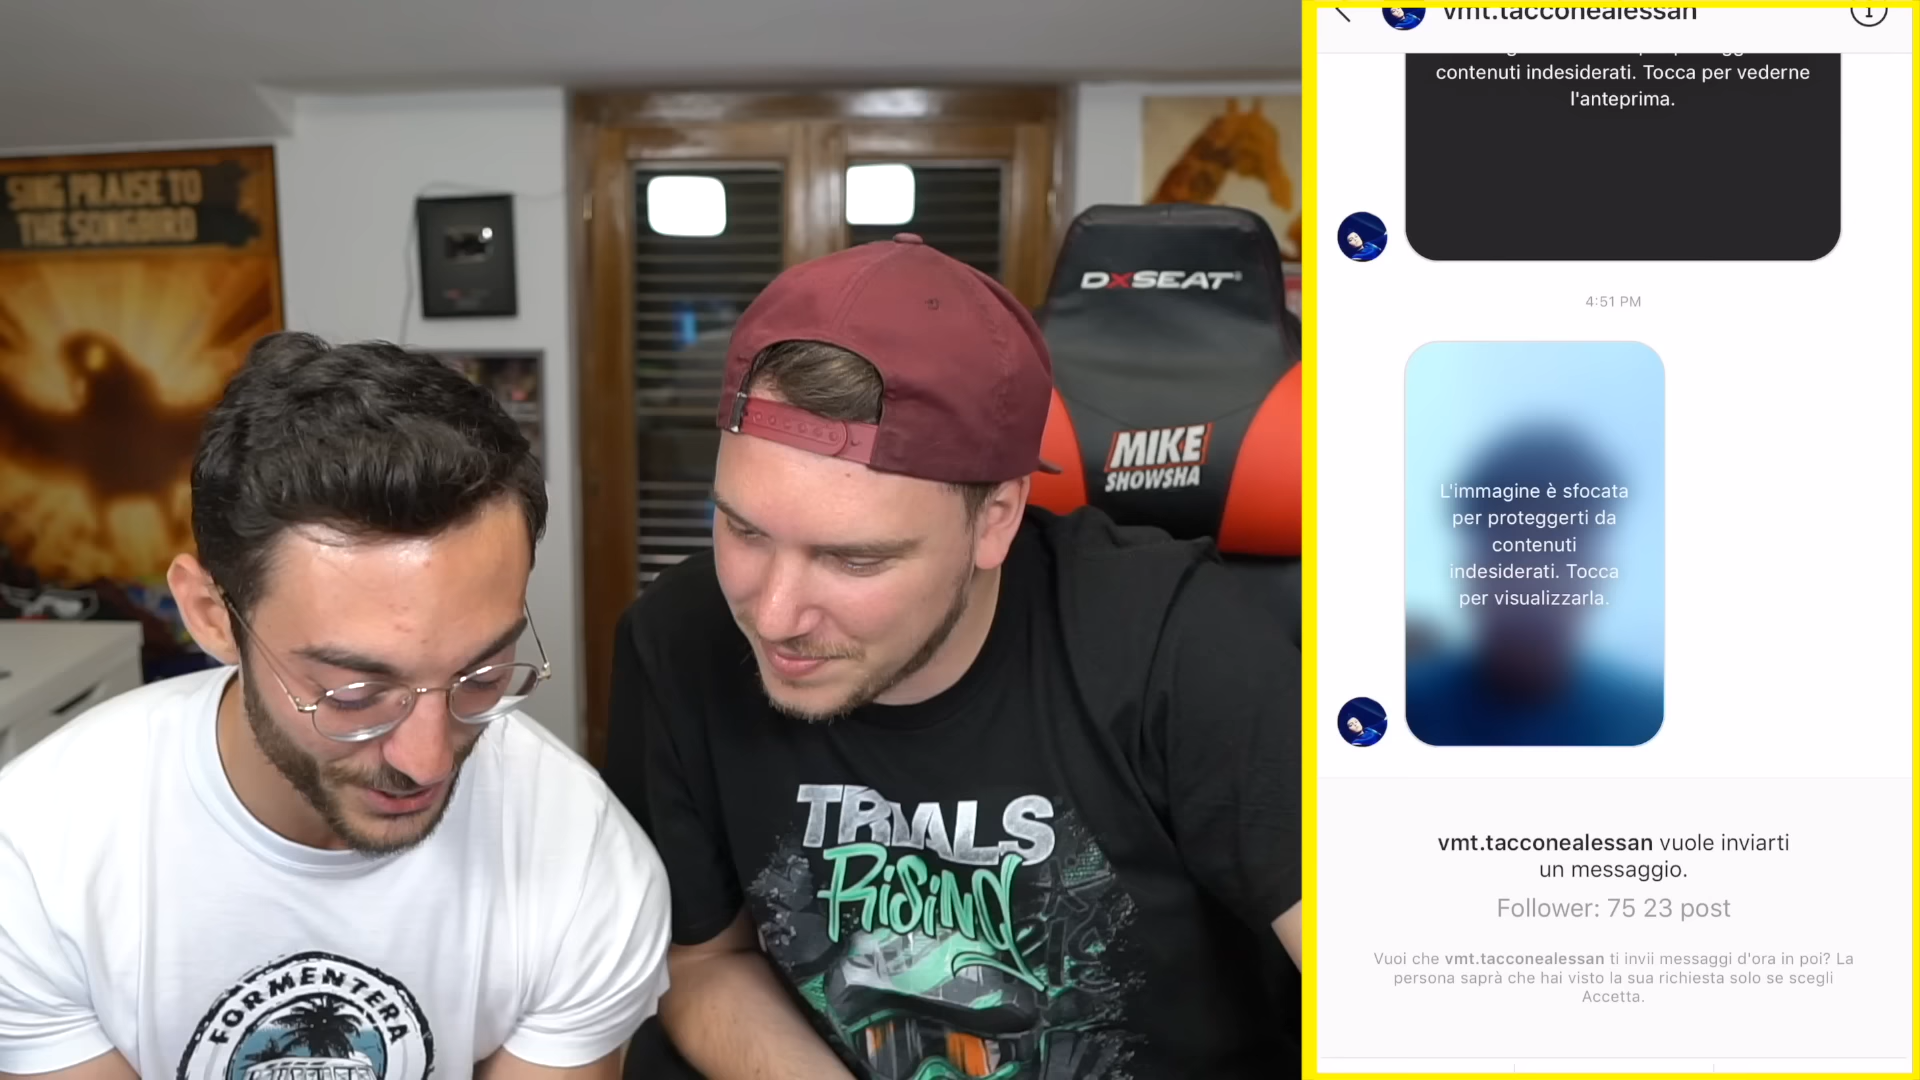 SING PRAISE TO
THE SONGBIRD
DXSEAT
MIKE
SHOWSHA
TRIALS
RISING
FORMENTERA
vmt.tacconealessan
contenuti indesiderati. Tocca per vederne
l'anteprima.
4:51 PM
L'immagine è sfocata
per proteggerti da
contenuti
indesiderati. Tocca
per visualizzarla.
vmt.tacconealessan vuole inviarti
un messaggio.
Follower: 75 23 post
Vuoi che vmt.tacconealessan ti invii messaggi d'ora in poi? La
persona saprà che hai visto la sua richiesta solo se scegli
Accetta.